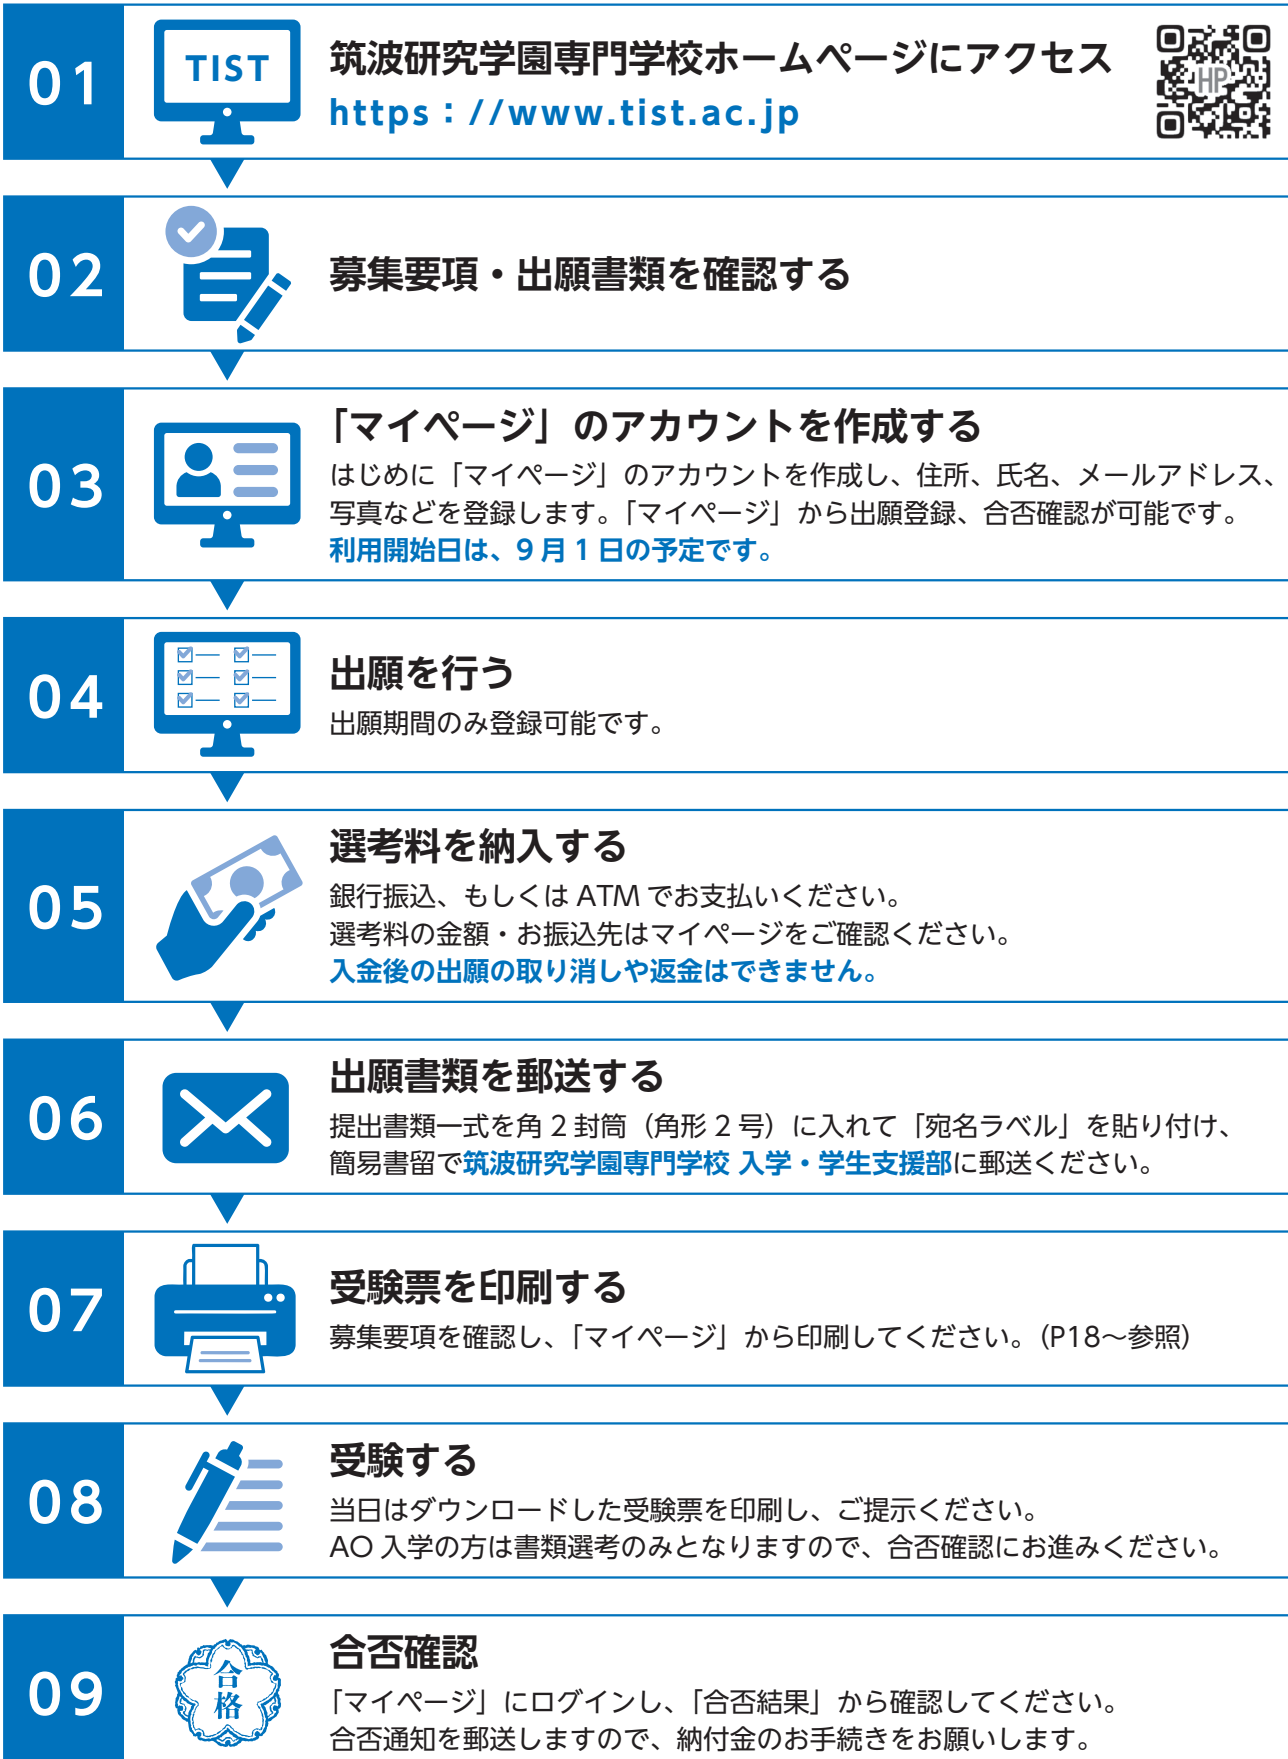 01
TIST
筑波研究学園専門学校ホームページにアクセス
https：//www.tist.ac.jp
HP
02
募集要項・出願書類を確認する
03
「マイページ」のアカウントを作成する
はじめに「マイページ」のアカウントを作成し、住所、氏名、メールアドレス、
写真などを登録します。「マイページ」から出願登録、合否確認が可能です。
利用開始日は、9月1日の予定です。
04
出願を行う
出願期間のみ登録可能です。
05
選考料を納入する
銀行振込、もしくは ATM でお支払いください。
選考料の金額・お振込先はマイページをご確認ください。
入金後の出願の取り消しや返金はできません。
06
出願書類を郵送する
提出書類一式を角 2 封筒（角形 2 号）に入れて「宛名ラベル」を貼り付け、
簡易書留で筑波研究学園専門学校 入学・学生支援部に郵送ください。
07
受験票を印刷する
募集要項を確認し、「マイページ」から印刷してください。（P18～参照）
08
受験する
当日はダウンロードした受験票を印刷し、ご提示ください。
AO 入学の方は書類選考のみとなりますので、合否確認にお進みください。
09
合格
合否確認
「マイページ」にログインし、「合否結果」から確認してください。
合否通知を郵送しますので、納付金のお手続きをお願いします。